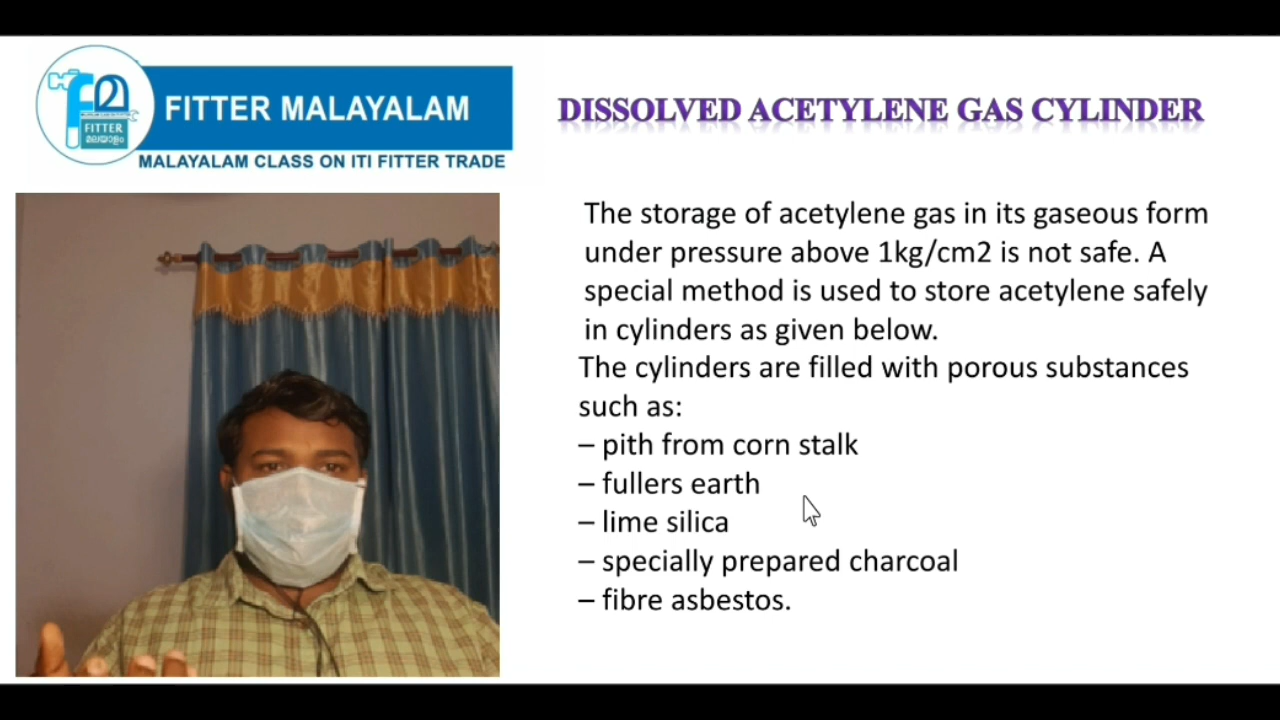 FITTER
മലയാളം
FITTER MALAYALAM
MALAYALAM CLASS ON ITI FITTER TRADE
DISSOLVED ACETYLENE GAS CYLINDER
The storage of acetylene gas in its gaseous form
under pressure above 1kg/cm2 is not safe. A
special method is used to store acetylene safely
in cylinders as given below.
The cylinders are filled with porous substances
such as:
– pith from corn stalk
– fullers earth
– lime silica
– specially prepared charcoal
– fibre asbestos.